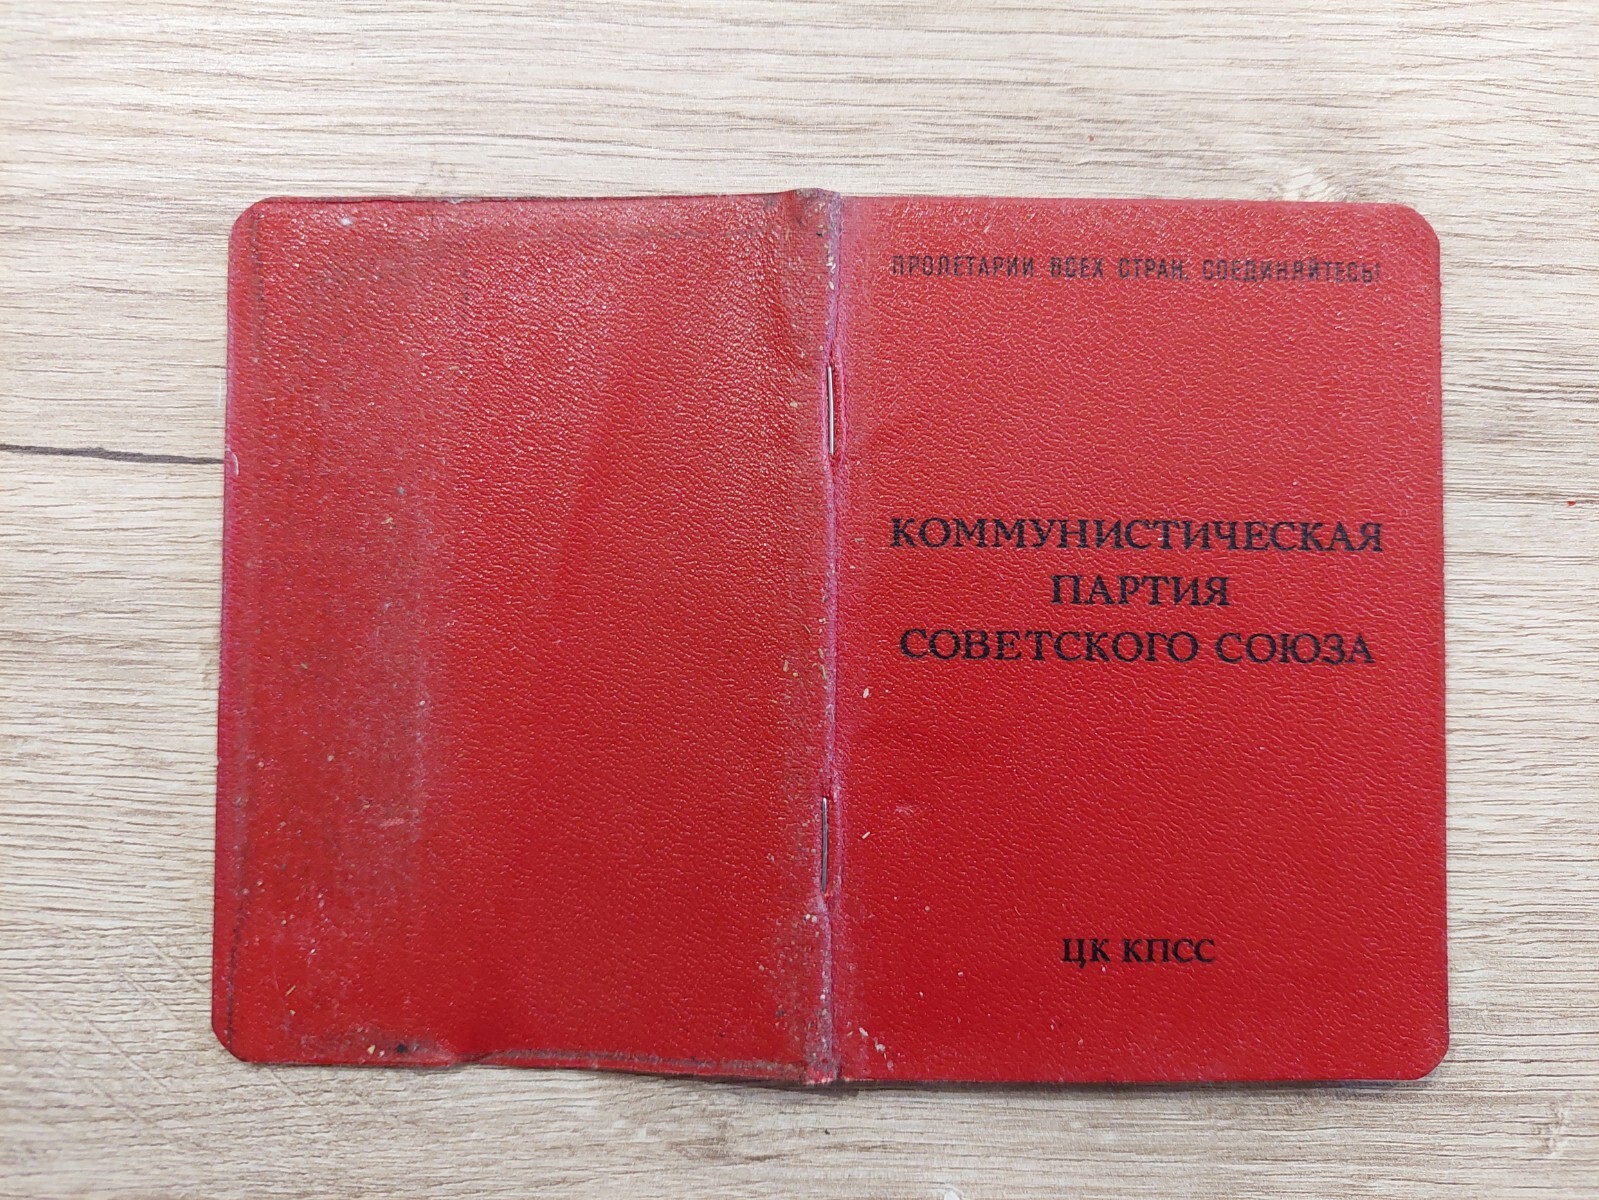 ПРОЛЕТАРИИ ВСЕХ СТРАН, СОЕДИНЯЙТЕСЬ!
КОММУНИСТИЧЕСКАЯ
ПАРТИЯ
СОВЕТСКОГО СОЮЗА
ЦК КПСС